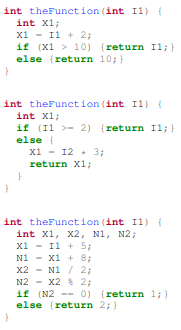 int theFunction(int I1) {
int X1;
X1 = I1 + 2;
if (X1 > 10) {return I1;}
else {return 10;}
}
int theFunction(int I1) {
int X1;
if (I1 >= 2) {return I1;}
else {
X1 = I2 * 3;
return X1;
}
}
int theFunction(int I1) {
int X1, X2, N1, N2;
X1 = I1 + 5;
N1 = X1 + 8;
X2 = N1 / 2;
N2 = X2 % 2;
if (N2 == 0) {return 1;}
else {return 2;}
}